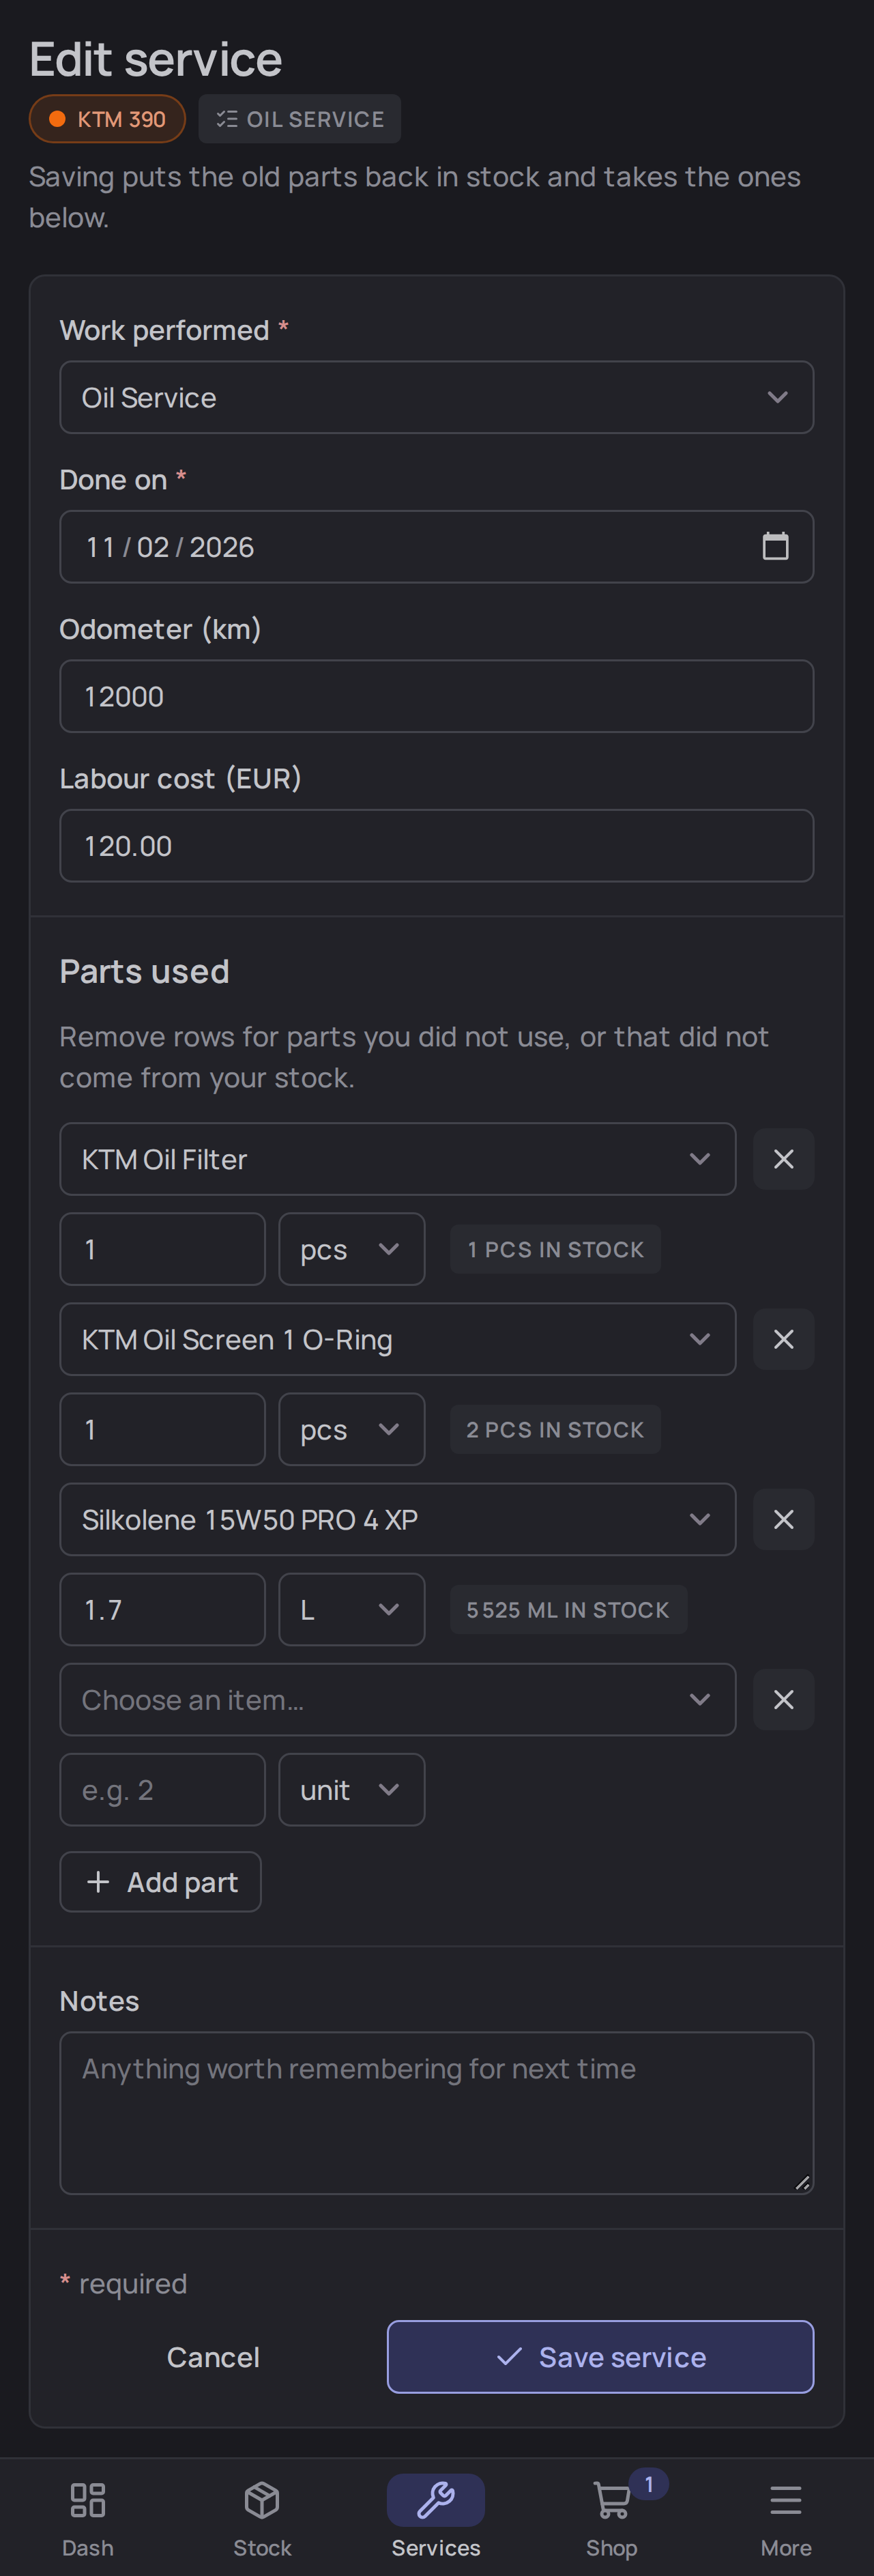 Edit service
KTM 390
OIL SERVICE
Saving puts the old parts back in stock and takes the ones
below.
Work performed *
Oil Service
Done on *
11 / 02 / 2026
Odometer (km)
12000
Labour cost (EUR)
120.00
Parts used
Remove rows for parts you did not use, or that did not
come from your stock.
KTM Oil Filter
1
pcs
1 PCS IN STOCK
KTM Oil Screen 1 O-Ring
1
pcs
2 PCS IN STOCK
Silkolene 15W50 PRO 4 XP
1.7
L
5 525 ML IN STOCK
Choose an item...
e.g. 2
unit
Add part
Notes
Anything worth remembering for next time
* required
Cancel
Save service
1
Dash
Stock
Services
Shop
More